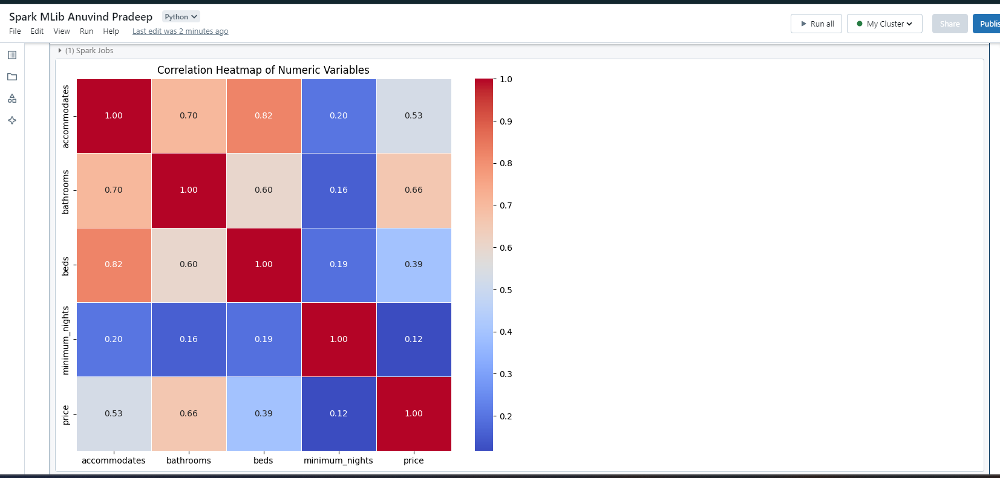 Spark MLib Anuvind Pradeep Python
File Edit View Run Help Last edit was 2 minutes ago
Run all My Cluster Share Publis
(1) Spark Jobs
Correlation Heatmap of Numeric Variables
accommodates 1.00 0.70 0.82 0.20 0.53
bathrooms 0.70 1.00 0.60 0.16 0.66
beds 0.82 0.60 1.00 0.19 0.39
minimum_nights 0.20 0.16 0.19 1.00 0.12
price 0.53 0.66 0.39 0.12 1.00
accommodates bathrooms beds minimum_nights price
1.0
0.9
0.8
0.7
0.6
0.5
0.4
0.3
0.2